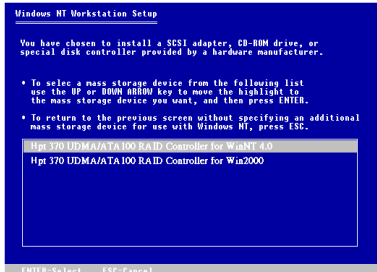 Windows NT Workstation Setup
You have chosen to install a SCSI adapter, CD-ROM drive, or
special disk controller provided by a hardware manufacturer.
• To selec a mass storage device from the following list
use the UP or DOWN ARROW key to move the highlight to
the mass storage device you want, and then press ENTER.
• To return to the previous screen without specifying an additional
mass storage device for use with Windows NT, press ESC.
Hpt 370 UDMA/ATA100 RAID Controller for WinNT 4.0
Hpt 370 UDMA/ATA100 RAID Controller for Win2000
ENTER-Select ESC-Cancel